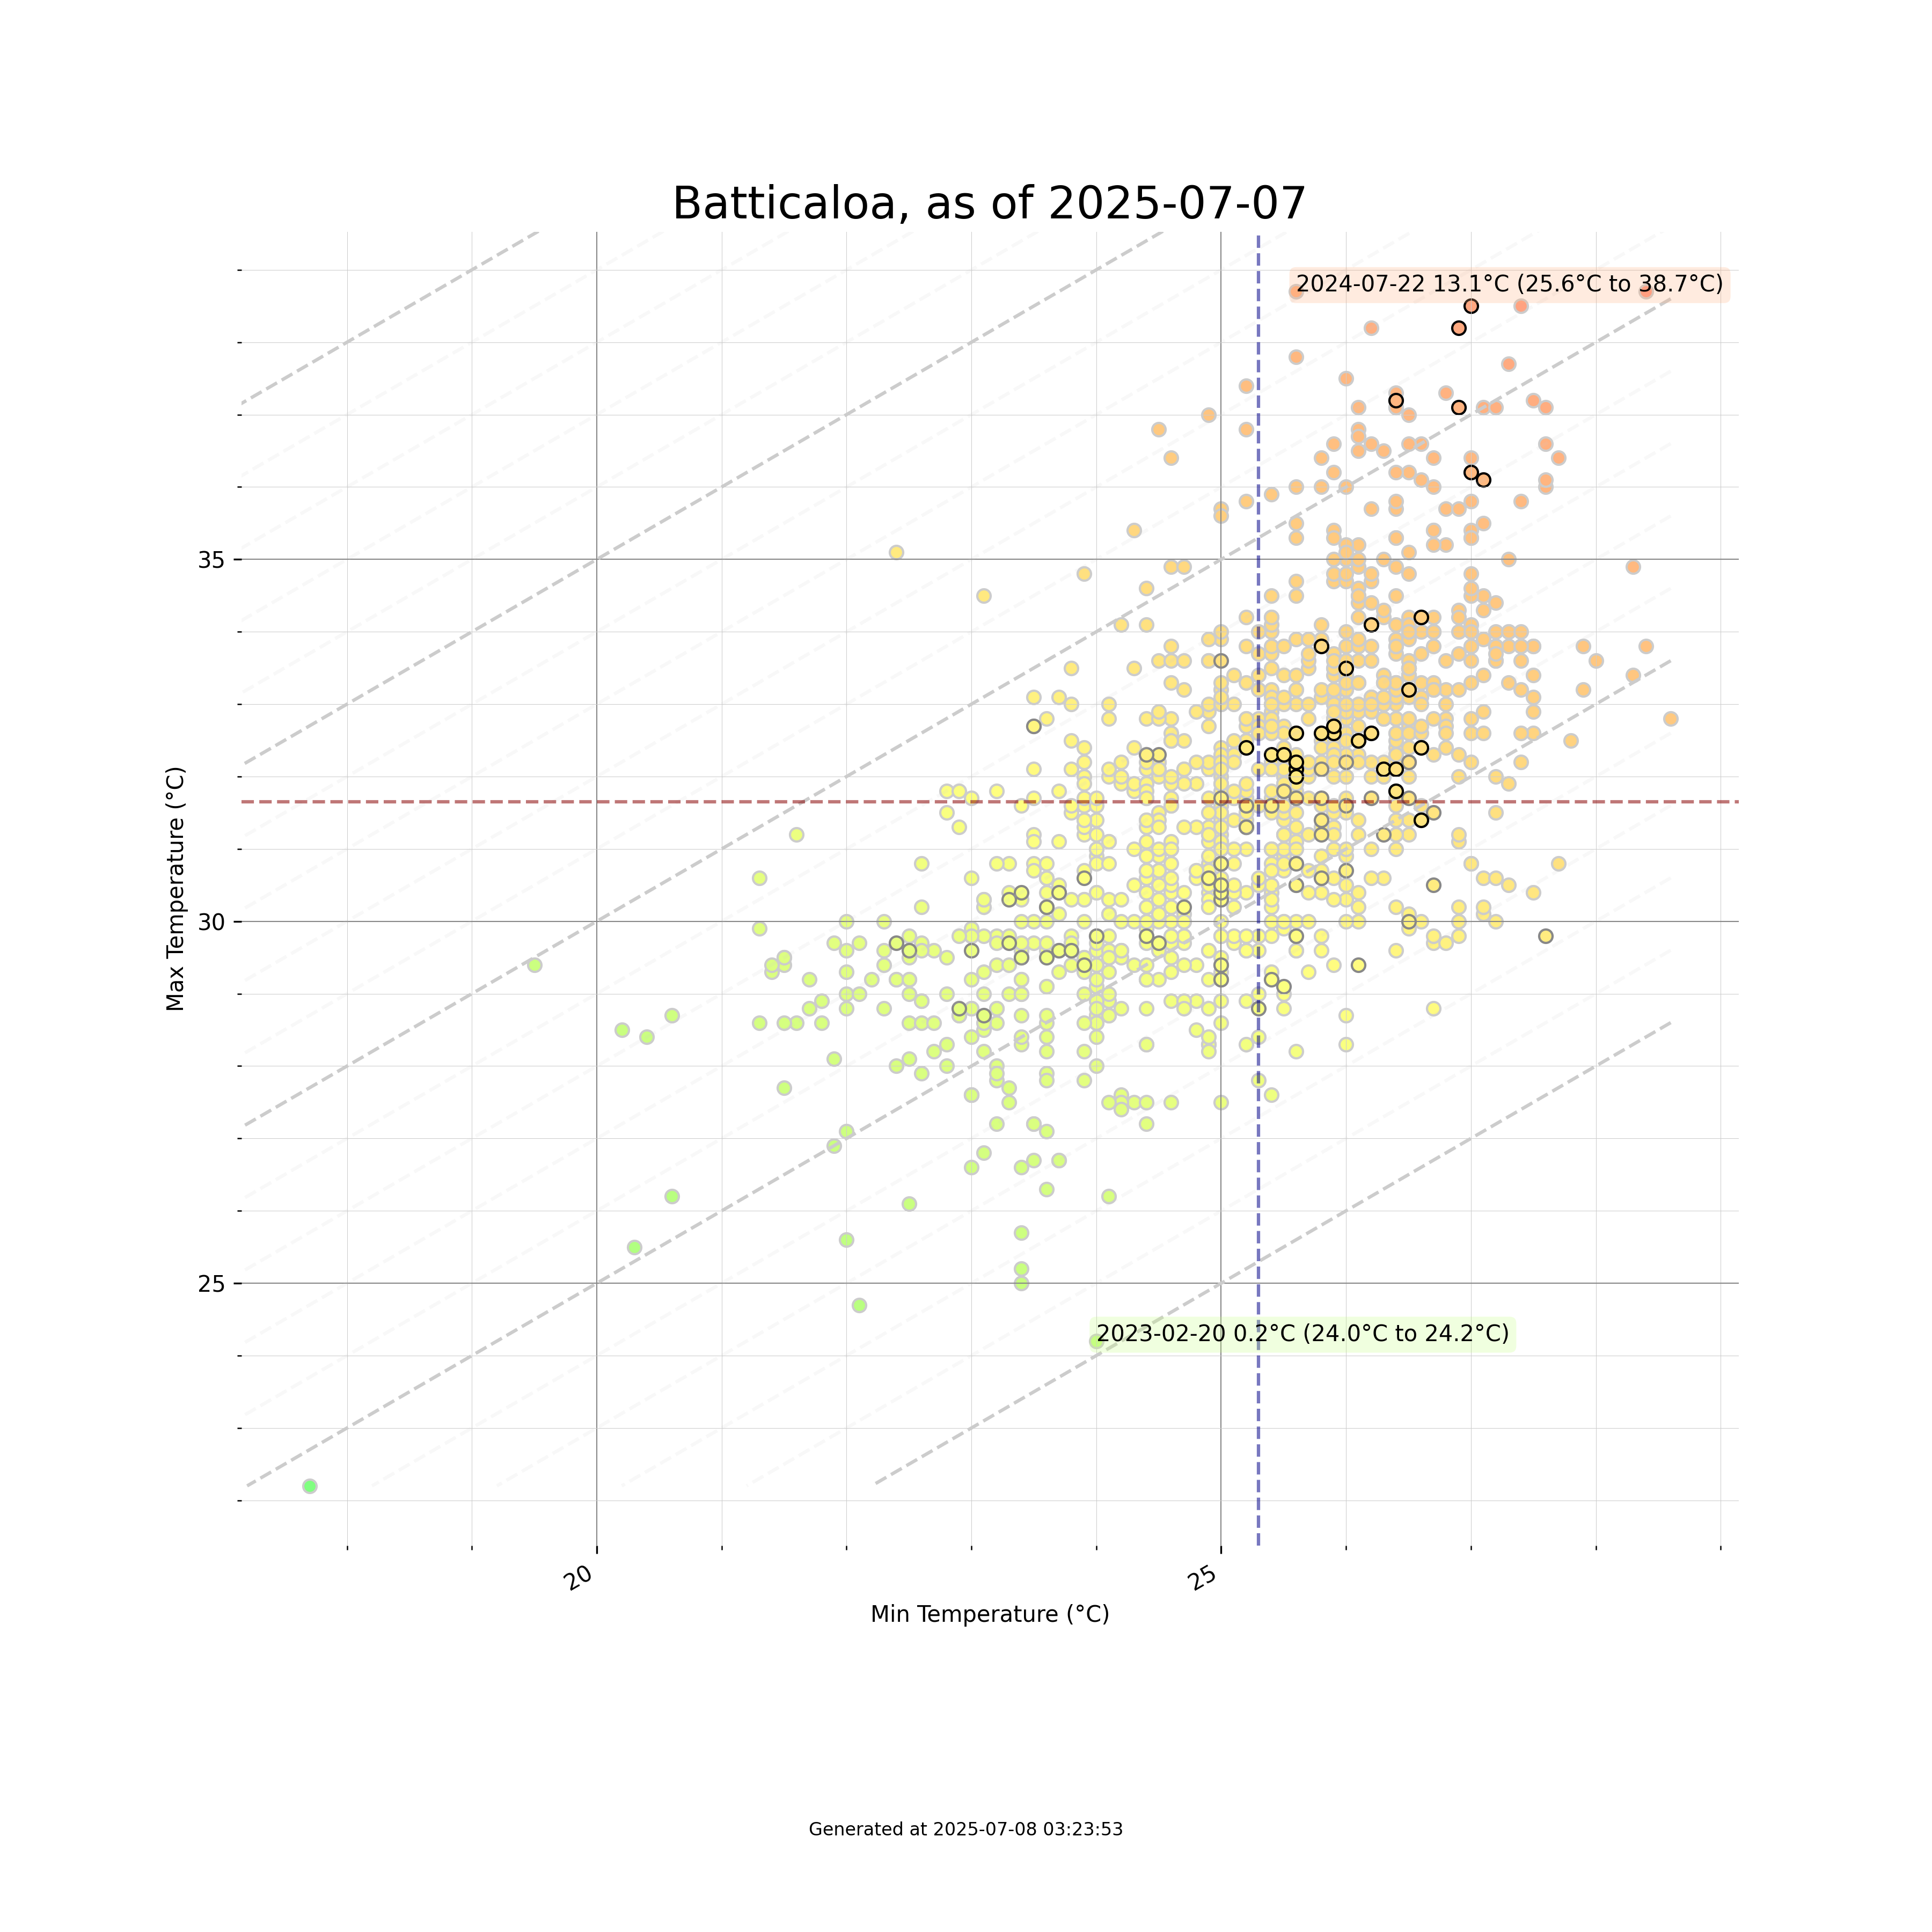 Batticaloa, as of 2025-07-07
2024-07-22 13.1°C (25.6°C to 38.7°C)
35
30
25
Max Temperature (°C)
2023-02-20 0.2°C (24.0°C to 24.2°C)
20
25
Min Temperature (°C)
Generated at 2025-07-08 03:23:53